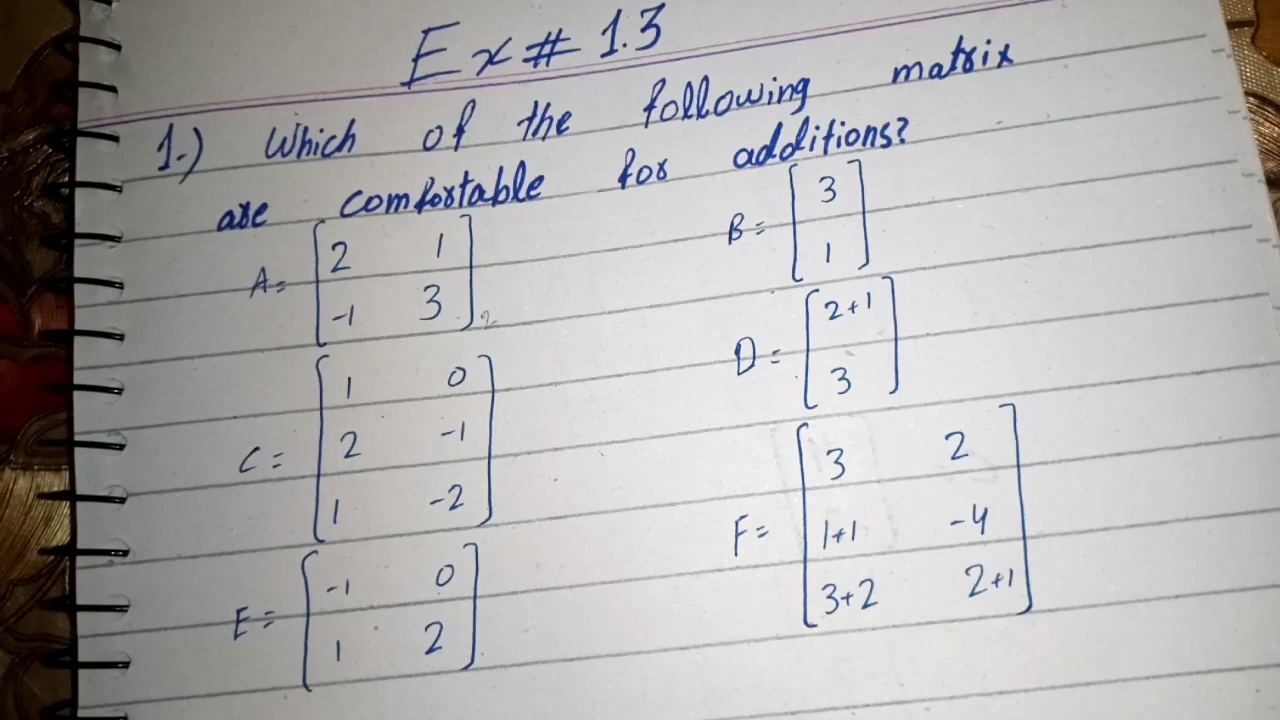 Ex# 1.3
1.) Which of the following matrix
are comfortable for additions?
A= [2 1
-1 3]
B= [3
1]
C= [1 0
2 -1
1 -2]
D= [2+1
3]
E= [-1 0
1 2]
F= [3 2
1+1 -4
3+2 2+1]